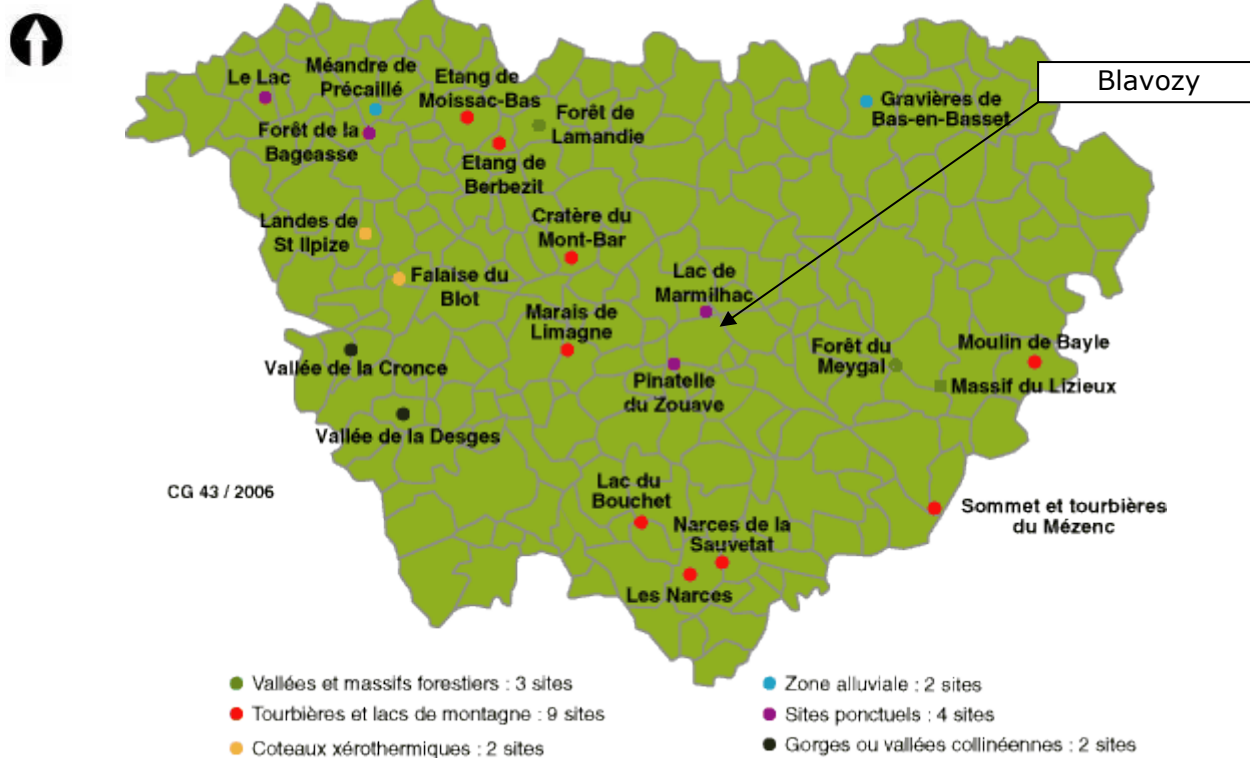 Blavozy
Le Lac
Méandre de
Précaillé
Etang de
Moissac-Bas
Forêt de
Lamandie
Gravières de
Bas-en-Basset
Forêt de la
Bageasse
Etang de
Berbezit
Landes de
St Ilpize
Cratère du
Mont-Bar
Falaise du
Blot
Lac de
Marmilhac
Marais de
Limagne
Vallée de la Cronce
Pinatelle
du Zouave
Forêt du
Meygal
Moulin de Bayle
Massif du Lizieux
Vallée de la Desges
CG 43 / 2006
Lac du
Bouchet
Narces de la
Sauvetat
Les Narces
Sommet et tourbières
du Mézenc
Vallées et massifs forestiers : 3 sites
Tourbières et lacs de montagne : 9 sites
Coteaux xérothermiques : 2 sites
Zone alluviale : 2 sites
Sites ponctuels : 4 sites
Gorges ou vallées collinéennes : 2 sites